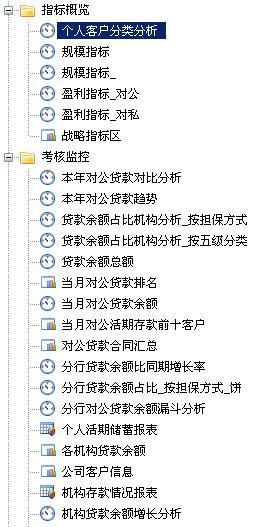 指标概览
个人客户分类分析
规模指标
规模指标_
盈利指标_对公
盈利指标_对私
战略指标区
考核监控
本年对公贷款对比分析
本年对公贷款趋势
贷款余额占比机构分析_按担保方式
贷款余额占比机构分析_按五级分类
贷款余额总额
当月对公贷款排名
当月对公贷款余额
当月对公活期存款前十客户
对公贷款合同汇总
分行贷款余额比同期增长率
分行贷款余额占比_按担保方式_饼
分行对公贷款余额漏斗分析
个人活期储蓄报表
各机构贷款余额
公司客户信息
机构存款情况报表
机构贷款余额增长分析